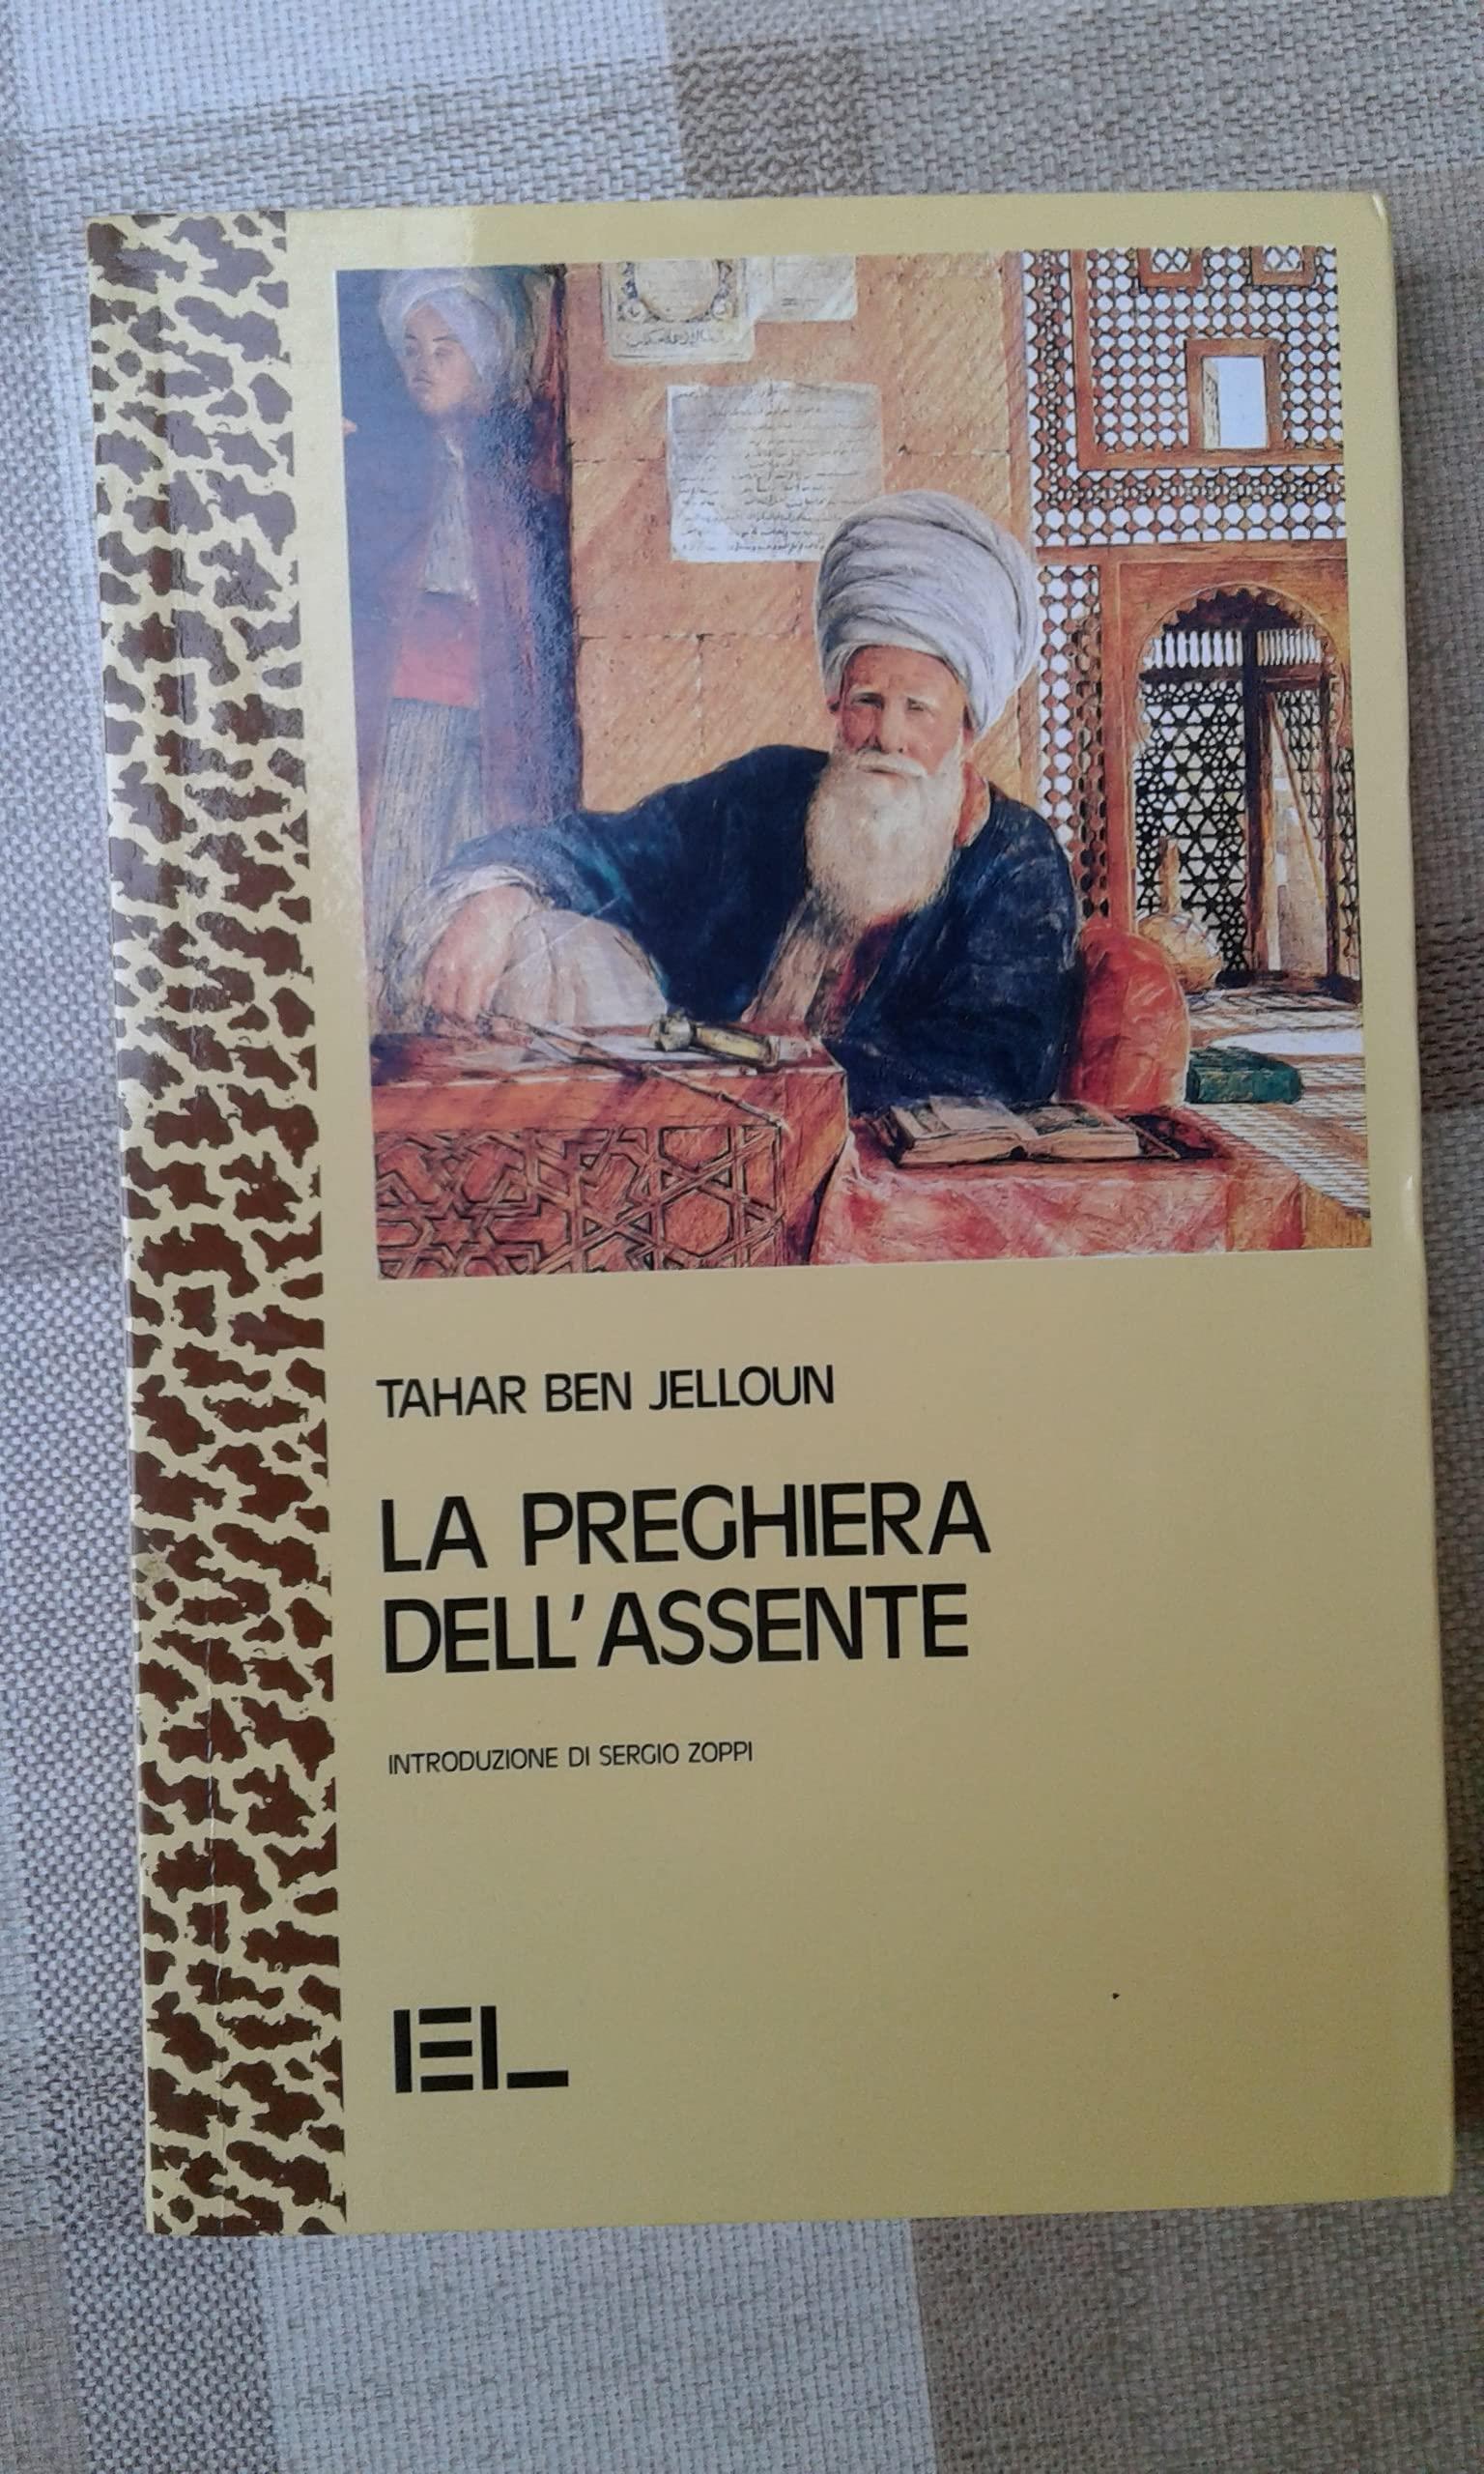 TAHAR BEN JELLOUN
LA PREGHIERA
DELL'ASSENTE
INTRODUZIONE DI SERGIO ZOPPI
EL